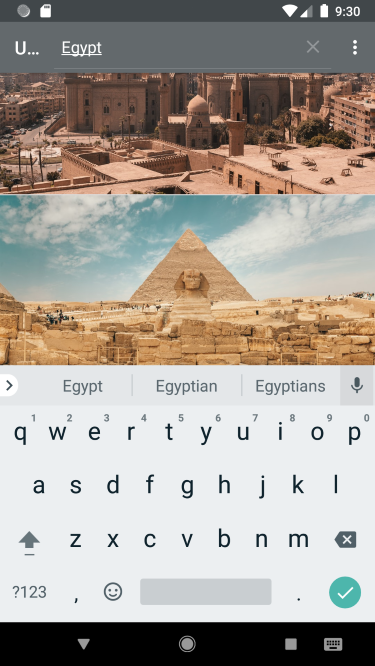 9:30
U... Egypt
Egypt Egyptian Egyptians
1 2 3 4 5 6 7 8 9 0
q w e r t y u i o p
a s d f g h j k l
z x c v b n m
?123 , .